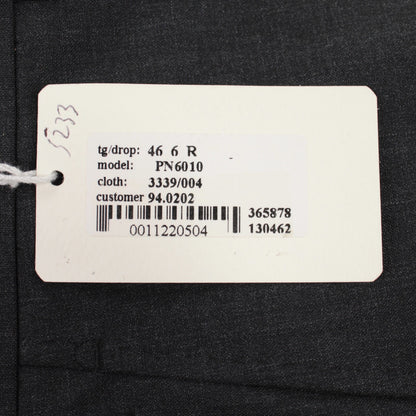 5233
tg/drop: 46 6 R
model: PN6010
cloth: 3339/004
customer 94.0202
365878
0011220504
130462